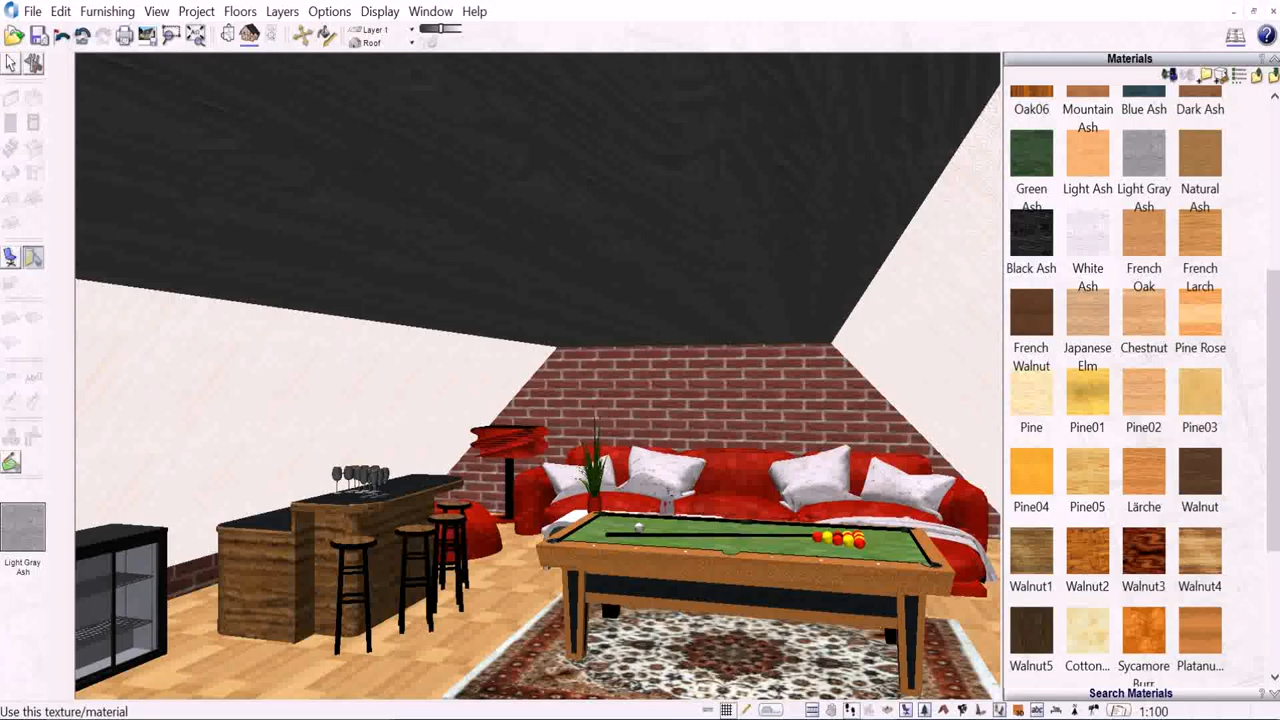 File Edit Furnishing View Project Floors Layers Options Display Window Help
Layer 1
Roof
Materials
Oak06 Mountain Ash Blue Ash Dark Ash
Green Ash Light Ash Light Gray Ash Natural Ash
Black Ash White Ash French Oak French Larch
French Walnut Japanese Elm Chestnut Pine Rose
Pine Pine01 Pine02 Pine03
Pine04 Pine05 Lärche Walnut
Walnut1 Walnut2 Walnut3 Walnut4
Walnut5 Cotton... Sycamore Burr Platanu...
Light Gray
Ash
Search Materials
Use this texture/material
1:100